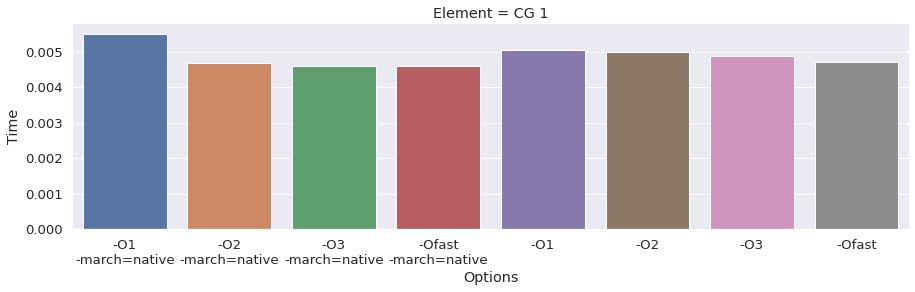 Element = CG 1
Time
0.005
0.004
0.003
0.002
0.001
0.000
-O1
-march=native
-O2
-march=native
-O3
-march=native
-Ofast
-march=native
-O1
-O2
-O3
-Ofast
Options